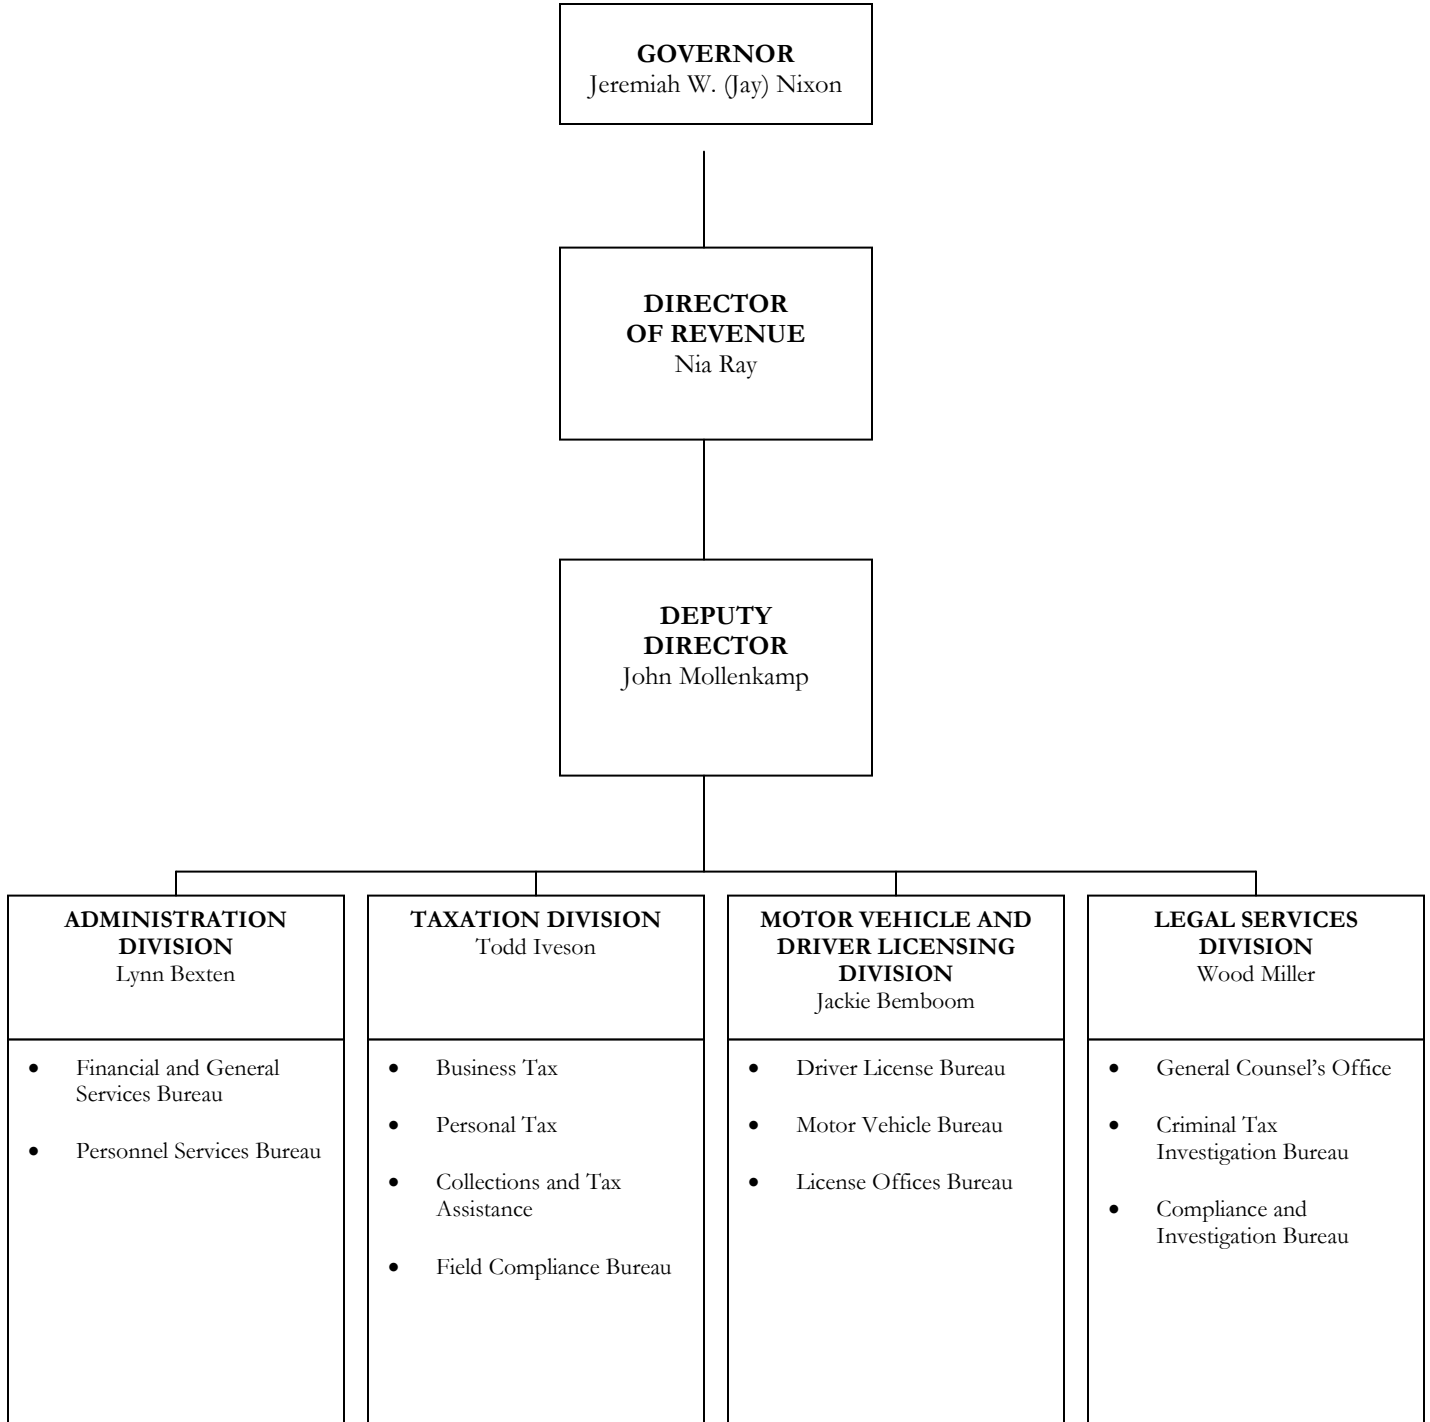 GOVERNOR
Jeremiah W. (Jay) Nixon
DIRECTOR
OF REVENUE
Nia Ray
DEPUTY
DIRECTOR
John Mollenkamp
ADMINISTRATION
DIVISION
Lynn Bexten
• Financial and General
Services Bureau
• Personnel Services Bureau
TAXATION DIVISION
Todd Iveson
• Business Tax
• Personal Tax
• Collections and Tax
Assistance
• Field Compliance Bureau
MOTOR VEHICLE AND
DRIVER LICENSING
DIVISION
Jackie Bemboom
• Driver License Bureau
• Motor Vehicle Bureau
• License Offices Bureau
LEGAL SERVICES
DIVISION
Wood Miller
• General Counsel’s Office
• Criminal Tax
Investigation Bureau
• Compliance and
Investigation Bureau